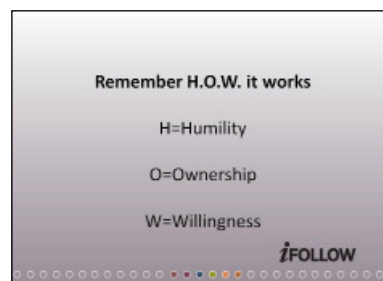 Remember H.O.W. it works
H=Humility
O=Ownership
W=Willingness
iFOLLOW